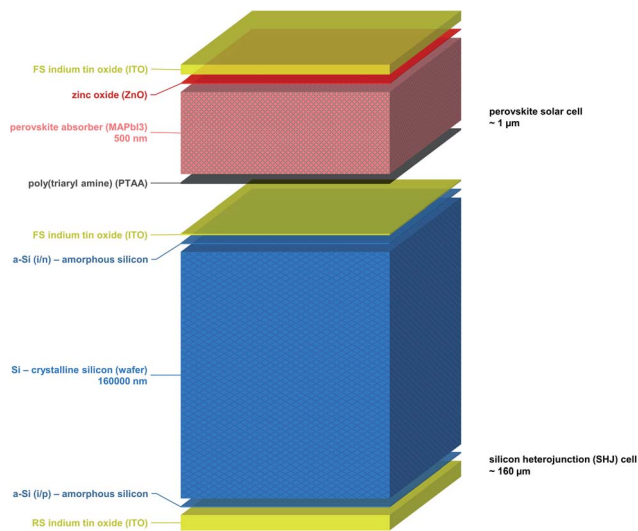 FS indium tin oxide (ITO)
zinc oxide (ZnO)
perovskite absorber (MAPbI3)
500 nm
perovskite solar cell
~ 1 µm
poly(triaryl amine) (PTAA)
FS indium tin oxide (ITO)
a-Si (i/n) – amorphous silicon
Si – crystalline silicon (wafer)
160000 nm
silicon heterojunction (SHJ) cell
~ 160 µm
a-Si (i/p) – amorphous silicon
RS indium tin oxide (ITO)